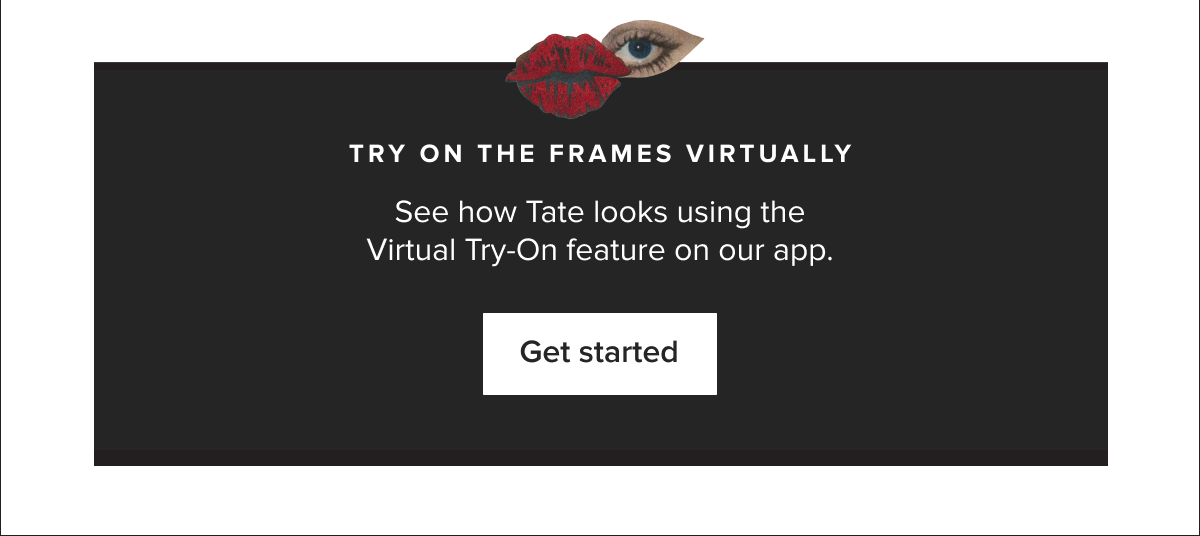 TRY ON THE FRAMES VIRTUALLY
See how Tate looks using the
Virtual Try-On feature on our app.
Get started